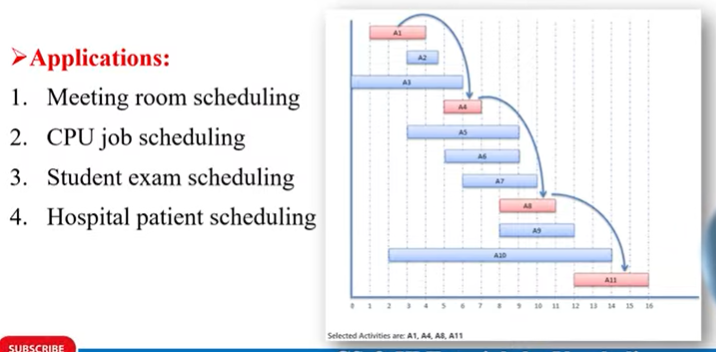 ➢Applications:
1. Meeting room scheduling
2. CPU job scheduling
3. Student exam scheduling
4. Hospital patient scheduling
A1
A2
A3
A4
A5
A6
A7
A8
A9
A10
A11
0 1 2 3 4 5 6 7 8 9 10 11 12 13 14 15 16
Selected Activities are: A1, A4, A8, A11
SUBSCRIBE